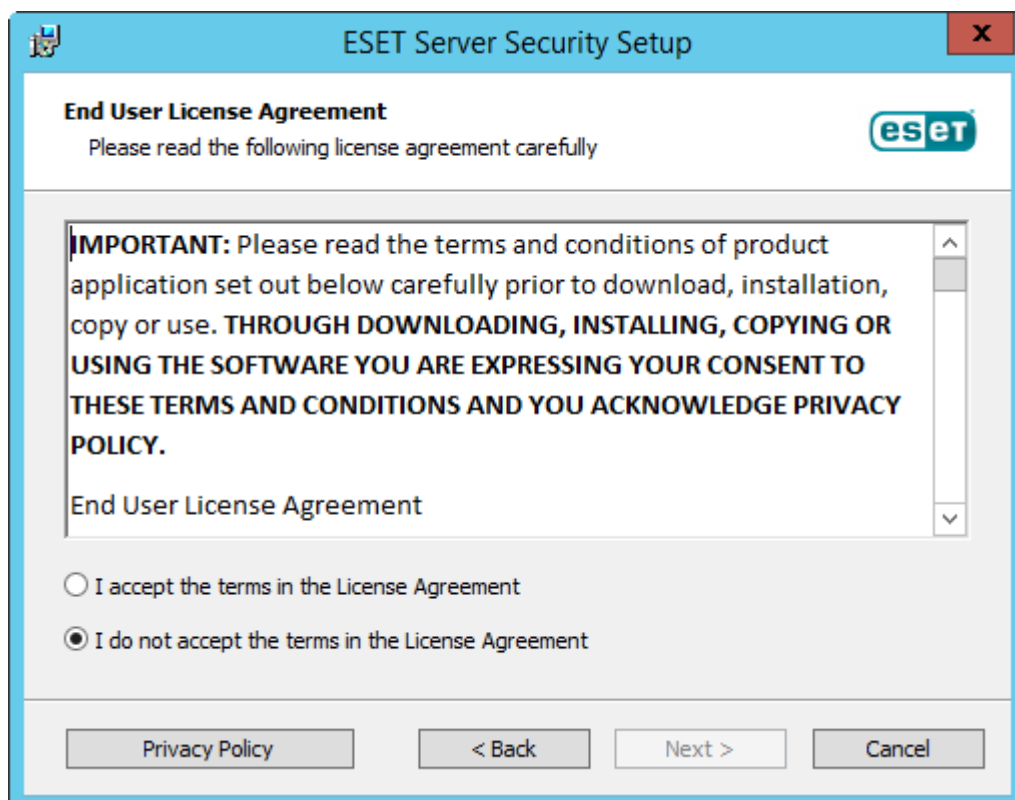 ESET Server Security Setup
x
End User License Agreement
Please read the following license agreement carefully
eset
IMPORTANT: Please read the terms and conditions of product
application set out below carefully prior to download, installation,
copy or use. THROUGH DOWNLOADING, INSTALLING, COPYING OR
USING THE SOFTWARE YOU ARE EXPRESSING YOUR CONSENT TO
THESE TERMS AND CONDITIONS AND YOU ACKNOWLEDGE PRIVACY
POLICY.
End User License Agreement
I accept the terms in the License Agreement
I do not accept the terms in the License Agreement
Privacy Policy
< Back
Next >
Cancel